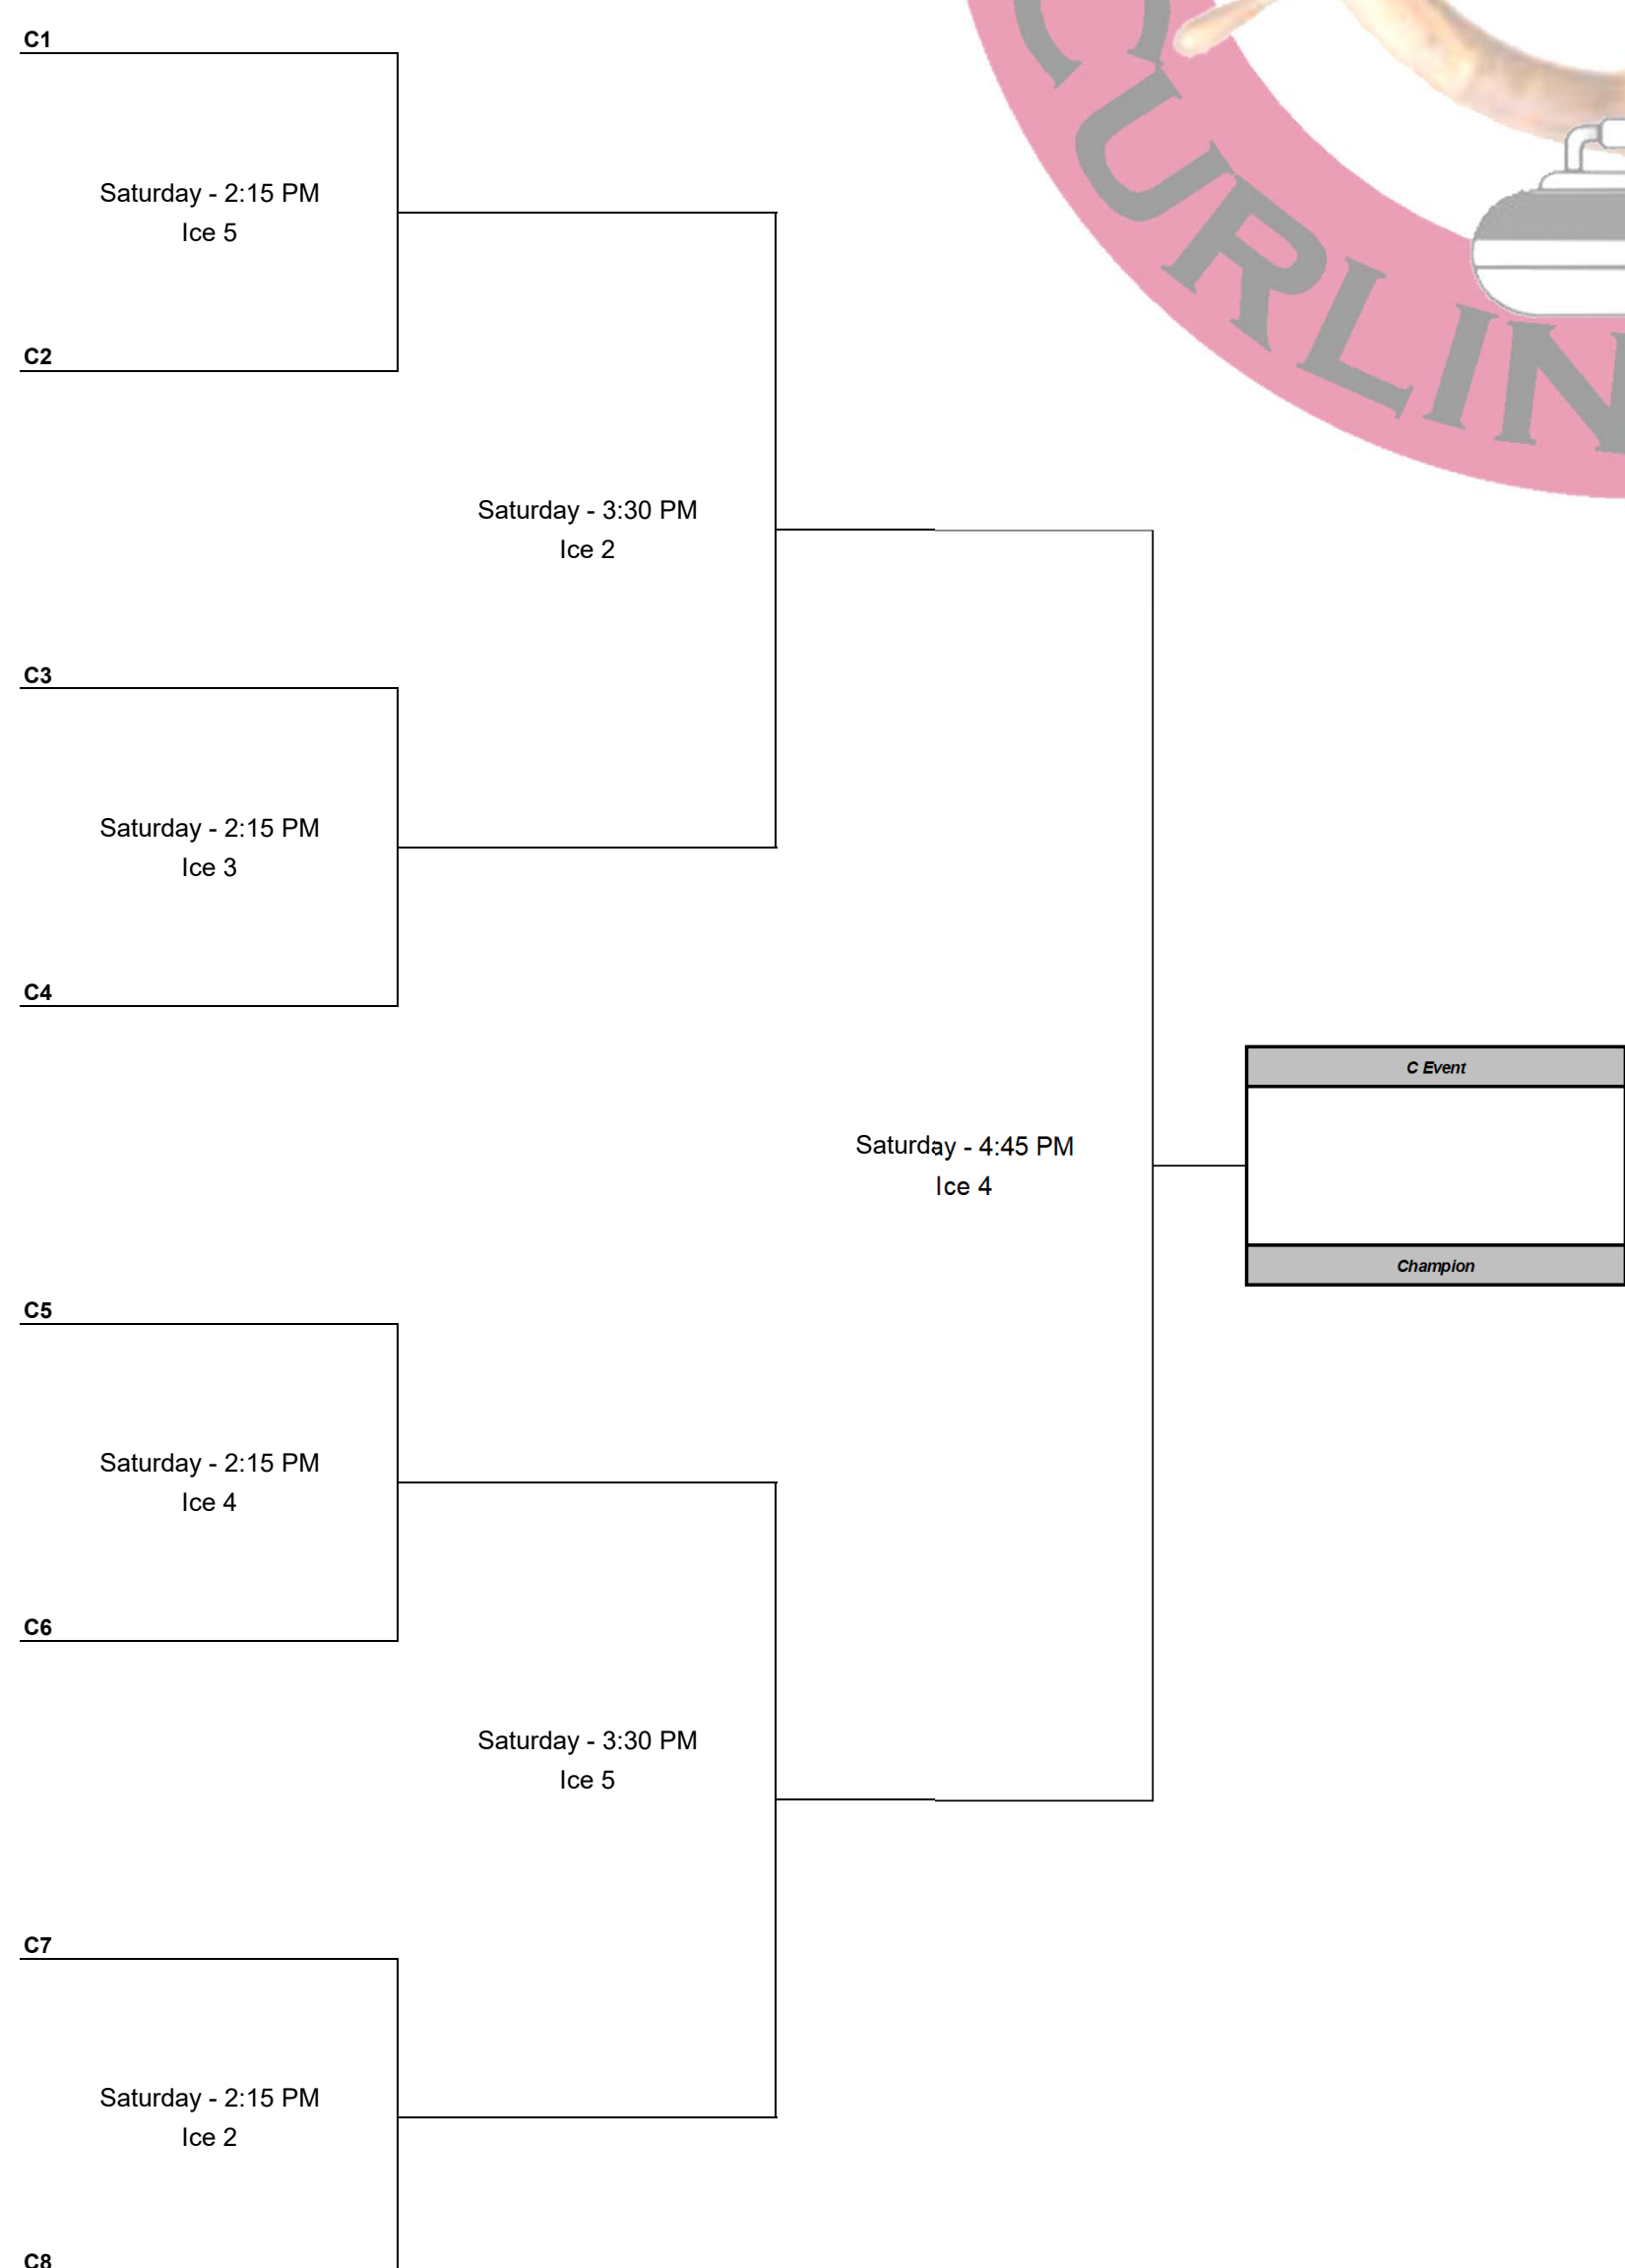 C1
Saturday - 2:15 PM
Ice 5
C2
Saturday - 3:30 PM
Ice 2
C3
Saturday - 2:15 PM
Ice 3
C4
C Event
Saturday - 4:45 PM
Ice 4
Champion
C5
Saturday - 2:15 PM
Ice 4
C6
Saturday - 3:30 PM
Ice 5
C7
Saturday - 2:15 PM
Ice 2
C8
CURLIN